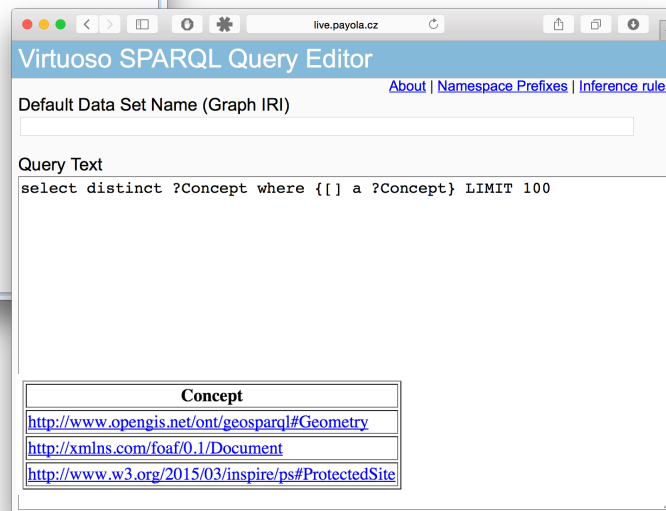 live.payola.cz
Virtuoso SPARQL Query Editor
About | Namespace Prefixes | Inference rule
Default Data Set Name (Graph IRI)
Query Text
select distinct ?Concept where {[] a ?Concept} LIMIT 100
Concept
http://www.opengis.net/ont/geosparql#Geometry
http://xmlns.com/foaf/0.1/Document
http://www.w3.org/2015/03/inspire/ps#ProtectedSite